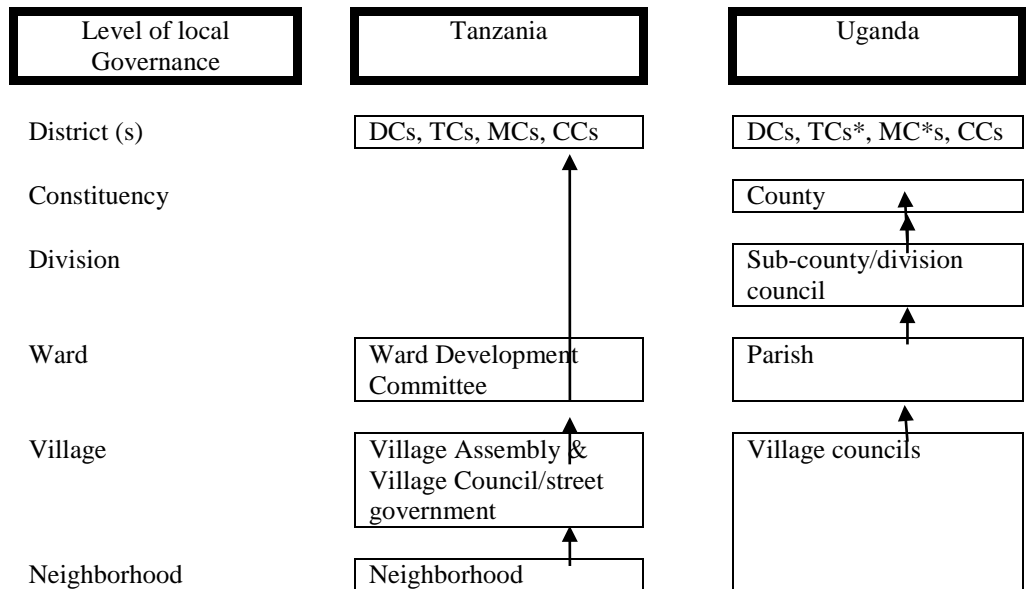 Level of local
Governance
Tanzania
Uganda
District (s)
DCs, TCs, MCs, CCs
DCs, TCs*, MC*s, CCs
Constituency
County
Division
Sub-county/division
council
Ward
Ward Development
Committee
Parish
Village
Village Assembly &
Village Council/street
government
Village councils
Neighborhood
Neighborhood